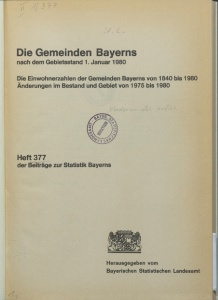 Die Gemeinden Bayerns
nach dem Gebietsstand 1. Januar 1980
Die Einwohnerzahlen der Gemeinden Bayerns von 1840 bis 1980
Änderungen im Bestand und Gebiet von 1975 bis 1980
Heft 377
der Beiträge zur Statistik Bayerns
Herausgegeben vom
Bayerischen Statistischen Landesamt